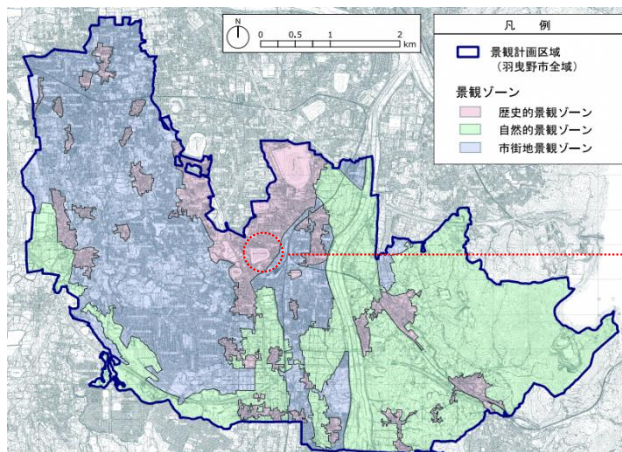 N
0 0.5 1 2
km
凡 例
景観計画区域
(羽曳野市全域)
景観ゾーン
歴史的景観ゾーン
自然的景観ゾーン
市街地景観ゾーン